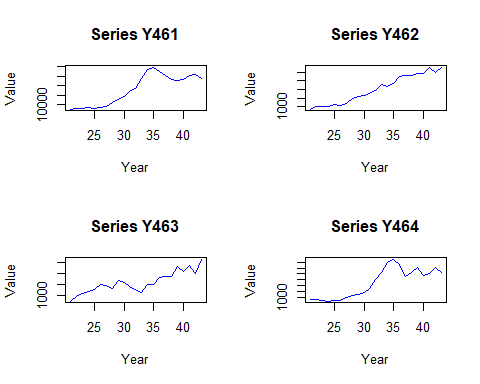 Series Y461
Value
10000
25 30 35 40
Year
Series Y462
Value
1000
25 30 35 40
Year
Series Y463
Value
1000
25 30 35 40
Year
Series Y464
Value
1000
25 30 35 40
Year